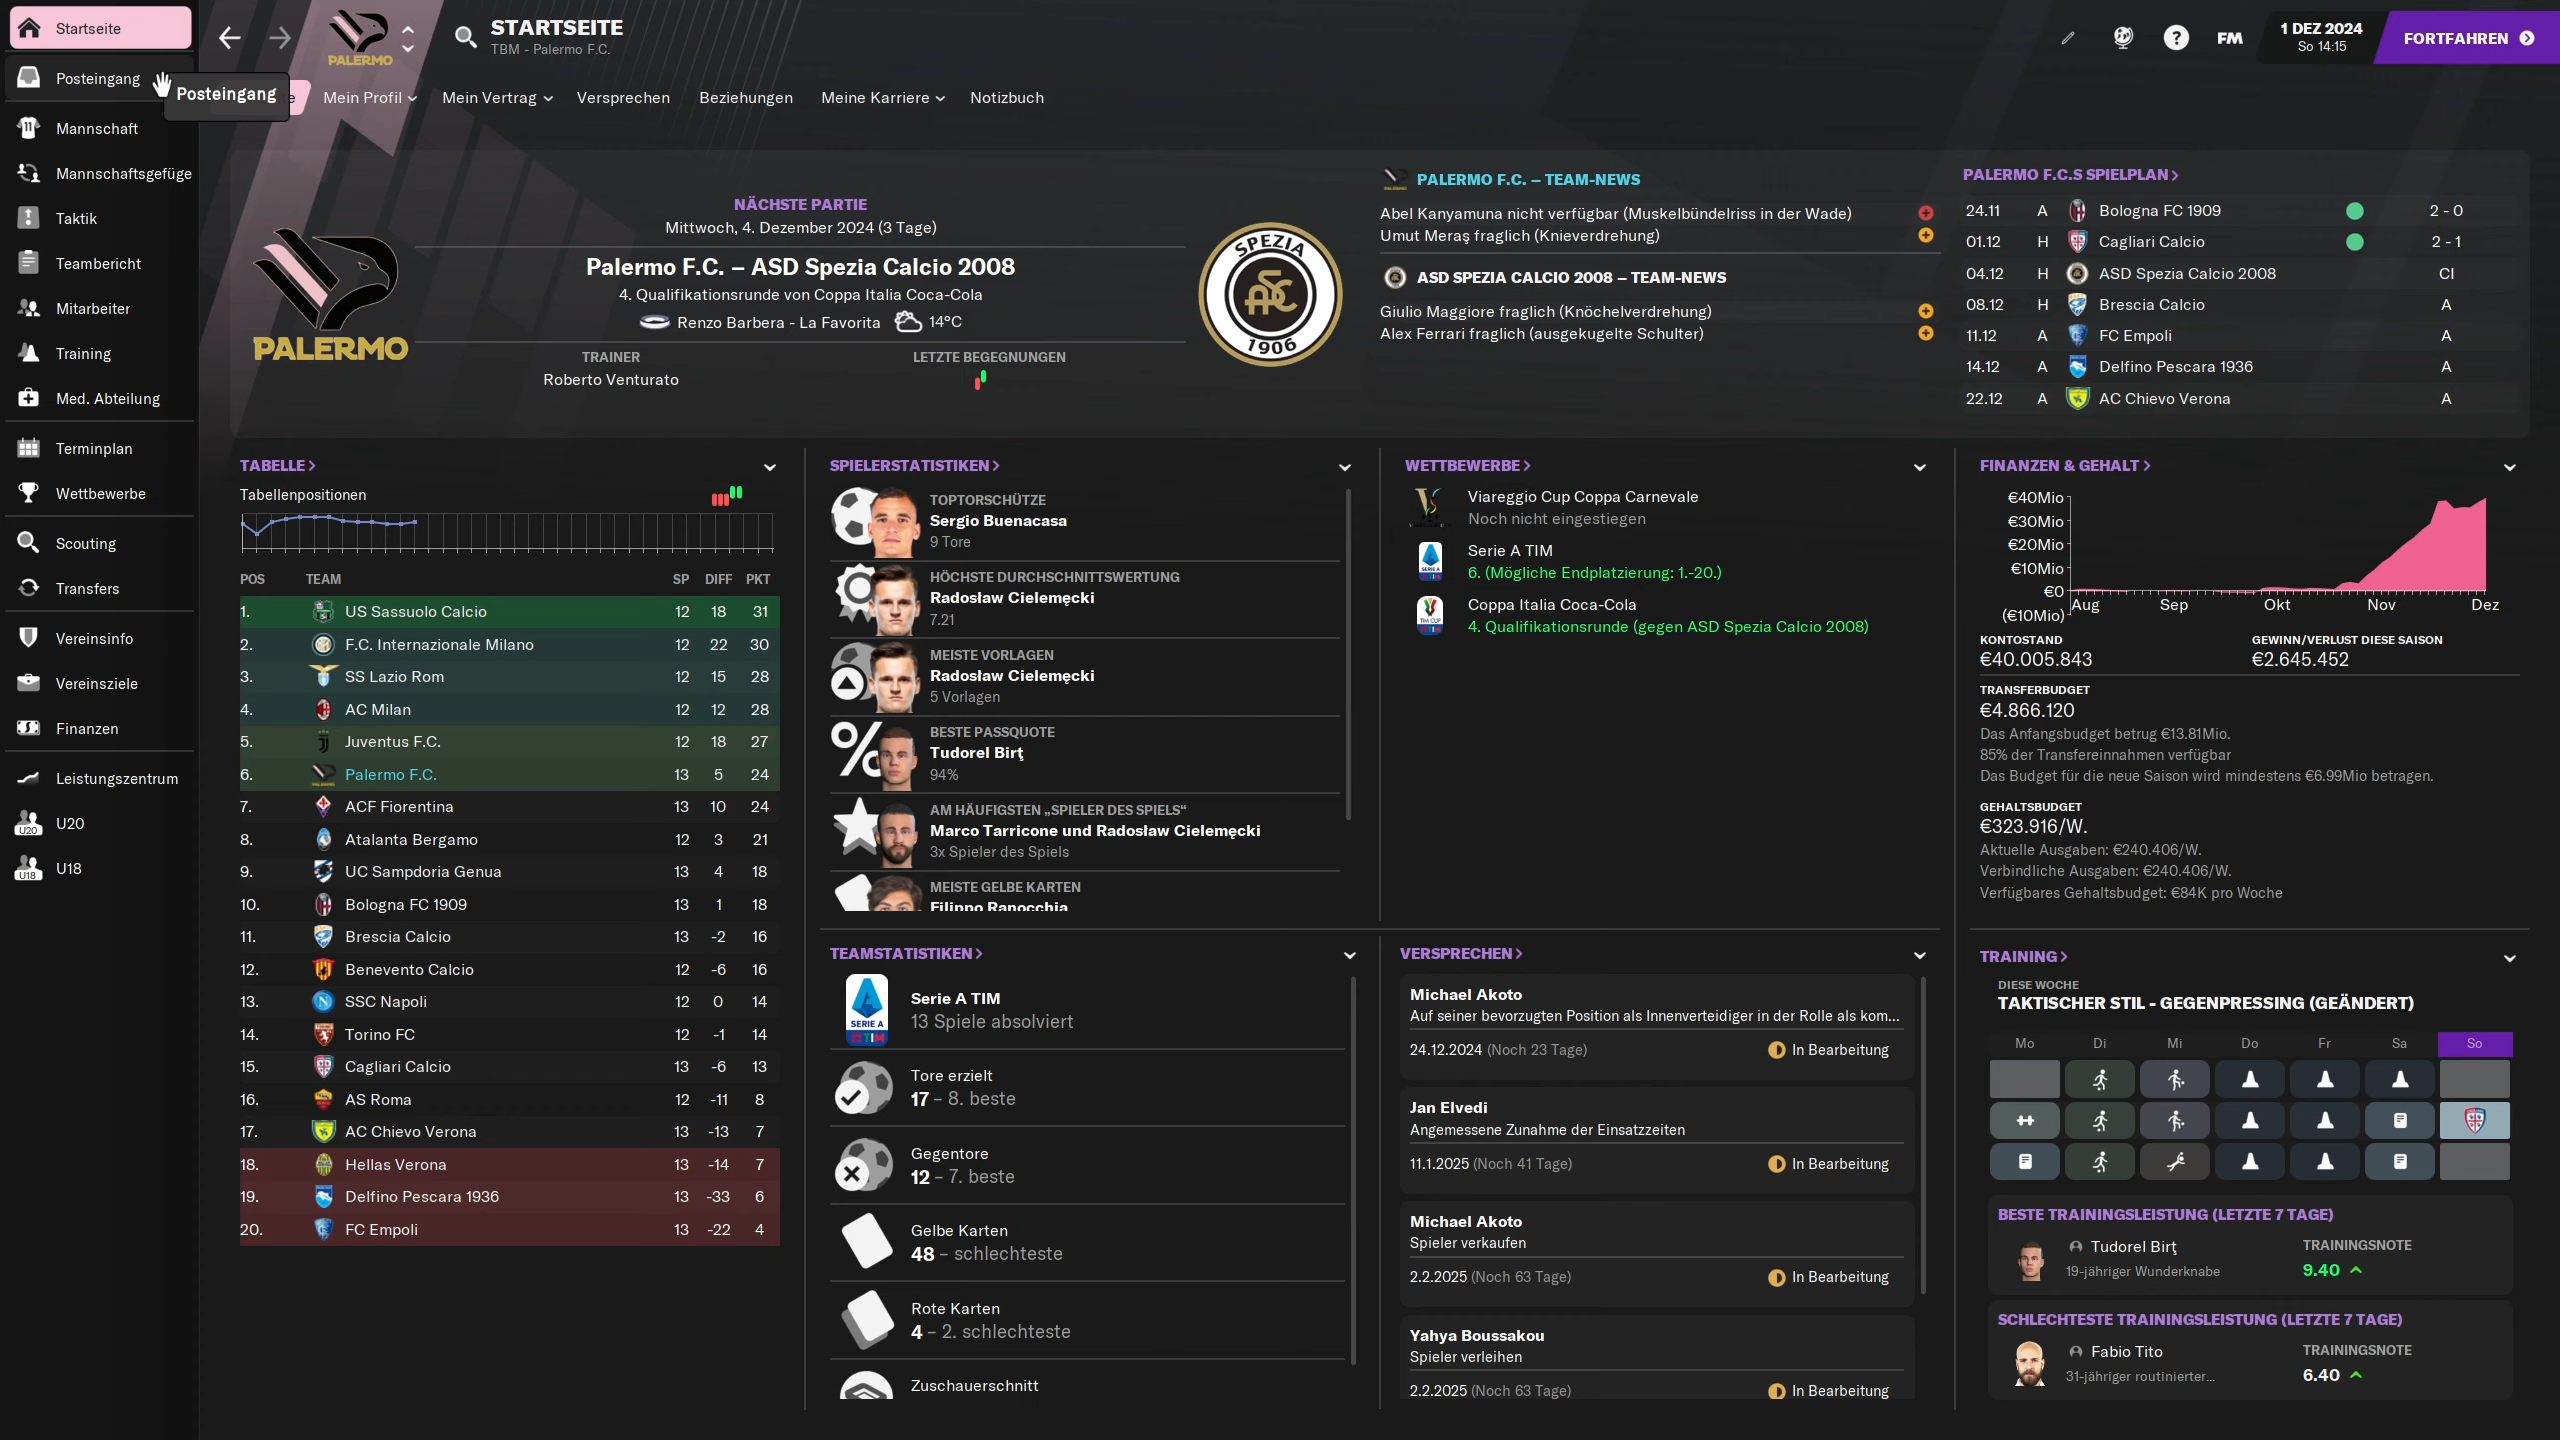 Startseite
Posteingang
Mannschaft
Mannschaftsgefüge
Taktik
Teambericht
Mitarbeiter
Training
Med. Abteilung
Terminplan
Wettbewerbe
Scouting
Transfers
Vereinsinfo
Vereinsziele
Finanzen
Leistungszentrum
U20
U20
U18
U18
PALERMO
STARTSEITE
TBM - Palermo F.C.
FM
1 DEZ 2024
So 14:15
FORTFAHREN
Posteingang
Mein Profil
Mein Vertrag
Versprechen
Beziehungen
Meine Karriere
Notizbuch
PALERMO
NÄCHSTE PARTIE
Mittwoch, 4. Dezember 2024 (3 Tage)
Palermo F.C. – ASD Spezia Calcio 2008
4. Qualifikationsrunde von Coppa Italia Coca-Cola
Renzo Barbera - La Favorita 14°C
TRAINER
Roberto Venturato
LETZTE BEGEGNUNGEN
SPEZIA
1906
PALERMO F.C. – TEAM-NEWS
Abel Kanyamuna nicht verfügbar (Muskelbündelriss in der Wade)
Umut Meraş fraglich (Knieverdrehung)
ASD SPEZIA CALCIO 2008 – TEAM-NEWS
Giulio Maggiore fraglich (Knöchelverdrehung)
Alex Ferrari fraglich (ausgekugelte Schulter)
PALERMO F.C.S SPIELPLAN
24.11 A Bologna FC 1909 2 - 0
01.12 H Cagliari Calcio 2 - 1
04.12 H ASD Spezia Calcio 2008 CI
08.12 H Brescia Calcio A
11.12 A FC Empoli A
14.12 A Delfino Pescara 1936 A
22.12 A AC Chievo Verona A
TABELLE
Tabellenpositionen
POS TEAM SP DIFF PKT
1. US Sassuolo Calcio 12 18 31
2. F.C. Internazionale Milano 12 22 30
3. SS Lazio Rom 12 15 28
4. AC Milan 12 12 28
5. Juventus F.C. 12 18 27
6. Palermo F.C. 13 5 24
7. ACF Fiorentina 13 10 24
8. Atalanta Bergamo 12 3 21
9. UC Sampdoria Genua 13 4 18
10. Bologna FC 1909 13 1 18
11. Brescia Calcio 13 -2 16
12. Benevento Calcio 12 -6 16
13. SSC Napoli 12 0 14
14. Torino FC 12 -1 14
15. Cagliari Calcio 13 -6 13
16. AS Roma 12 -11 8
17. AC Chievo Verona 13 -13 7
18. Hellas Verona 13 -14 7
19. Delfino Pescara 1936 13 -33 6
20. FC Empoli 13 -22 4
SPIELERSTATISTIKEN
TOPTORSCHÜTZE
Sergio Buenacasa
9 Tore
HÖCHSTE DURCHSCHNITTSWERTUNG
Radosław Cielemęcki
7.21
MEISTE VORLAGEN
Radosław Cielemęcki
5 Vorlagen
BESTE PASSQUOTE
Tudorel Birţ
94%
AM HÄUFIGSTEN „SPIELER DES SPIELS“
Marco Tarricone und Radosław Cielemęcki
3x Spieler des Spiels
MEISTE GELBE KARTEN
Filippo Ranocchia
WETTBEWERBE
Viareggio Cup Coppa Carnevale
Noch nicht eingestiegen
Serie A TIM
6. (Mögliche Endplatzierung: 1.-20.)
Coppa Italia Coca-Cola
4. Qualifikationsrunde (gegen ASD Spezia Calcio 2008)
FINANZEN & GEHALT
€40Mio
€30Mio
€20Mio
€10Mio
€0
(€10Mio)
Aug Sep Okt Nov Dez
KONTOSTAND
€40.005.843
GEWINN/VERLUST DIESE SAISON
€2.645.452
TRANSFERBUDGET
€4.866.120
Das Anfangsbudget betrug €13.81Mio.
85% der Transfereinnahmen verfügbar
Das Budget für die neue Saison wird mindestens €6.99Mio betragen.
GEHALTSBUDGET
€323.916/W.
Aktuelle Ausgaben: €240.406/W.
Verbindliche Ausgaben: €240.406/W.
Verfügbares Gehaltsbudget: €84K pro Woche
TEAMSTATISTIKEN
SERIE A
TIM
Serie A TIM
13 Spiele absolviert
Tore erzielt
17 – 8. beste
Gegentore
12 – 7. beste
Gelbe Karten
48 – schlechteste
Rote Karten
4 – 2. schlechteste
Zuschauerschnitt
VERSPRECHEN
Michael Akoto
Auf seiner bevorzugten Position als Innenverteidiger in der Rolle als kom...
24.12.2024 (Noch 23 Tage) In Bearbeitung
Jan Elvedi
Angemessene Zunahme der Einsatzzeiten
11.1.2025 (Noch 41 Tage) In Bearbeitung
Michael Akoto
Spieler verkaufen
2.2.2025 (Noch 63 Tage) In Bearbeitung
Yahya Boussakou
Spieler verleihen
2.2.2025 (Noch 63 Tage) In Bearbeitung
TRAINING
DIESE WOCHE
TAKTISCHER STIL - GEGENPRESSING (GEÄNDERT)
Mo Di Mi Do Fr Sa So
BESTE TRAININGSLEISTUNG (LETZTE 7 TAGE)
Tudorel Birţ
19-jähriger Wunderknabe
TRAININGSNOTE
9.40
SCHLECHTESTE TRAININGSLEISTUNG (LETZTE 7 TAGE)
Fabio Tito
31-jähriger routinierter...
TRAININGSNOTE
6.40